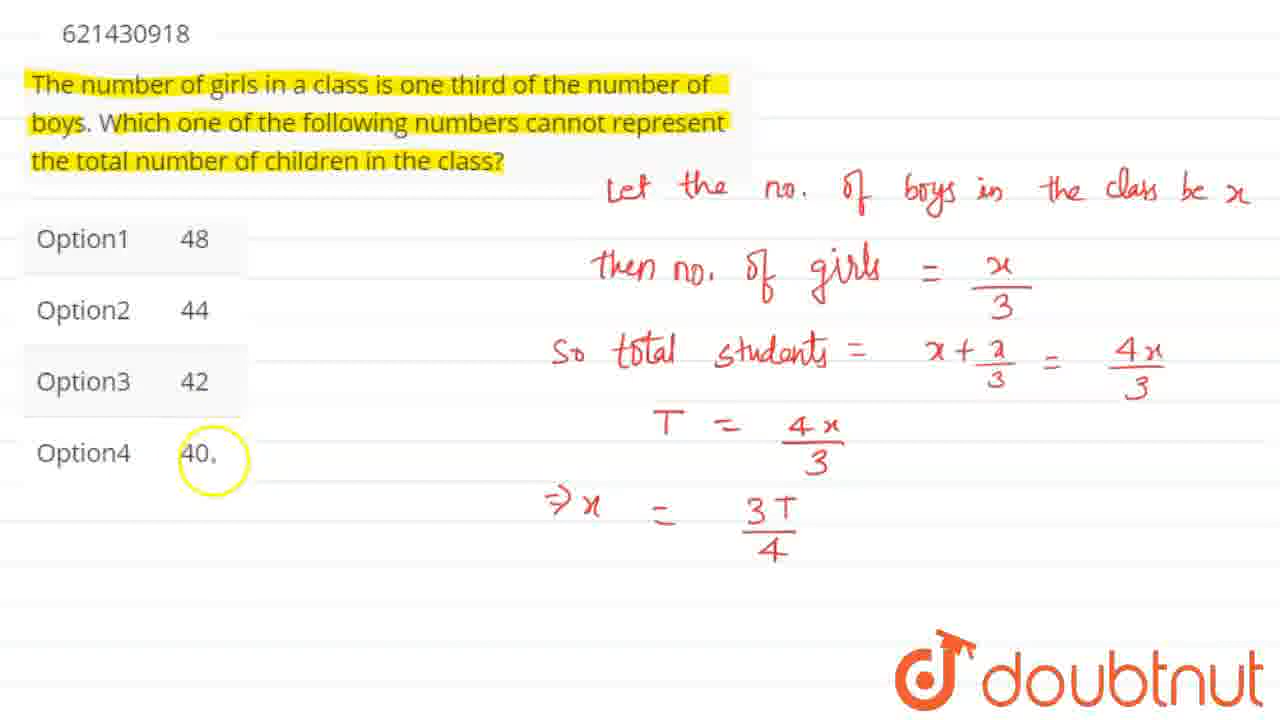 621430918
The number of girls in a class is one third of the number of
boys. Which one of the following numbers cannot represent
the total number of children in the class?
Option1 48
Option2 44
Option3 42
Option4 40.
Let the no. of boys in the class be x
then no. of girls = x/3
So total students = x + x/3 = 4x/3
T = 4x/3
⇒ x = 3T/4
doubtnut